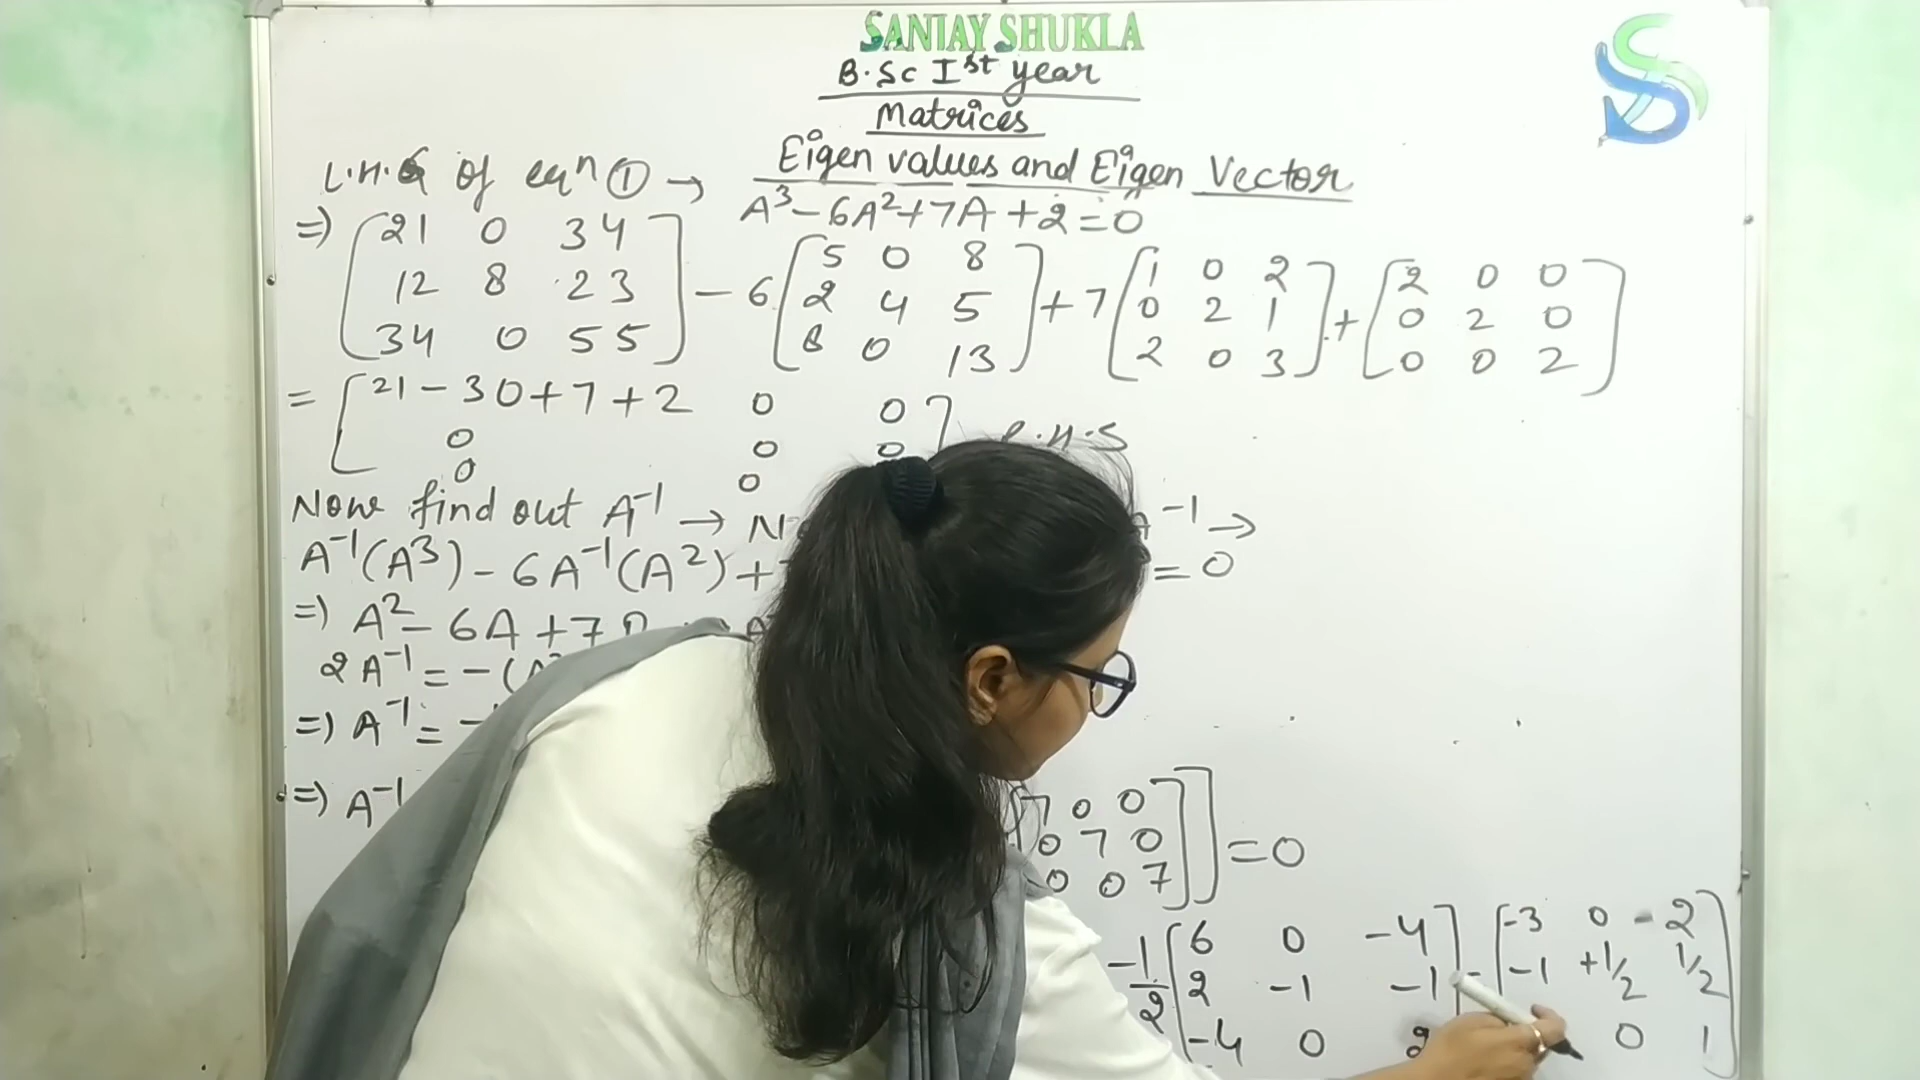 SANJAY SHUKLA
B.Sc Ist year
Matrices
Eigen values and Eigen Vector
L.H.S of eqn ① →
A³ - 6A² + 7A + 2 = 0
=> [21 0 34] - 6 [5 0 8] + 7 [1 0 2] + [2 0 0]
[12 8 23] [2 4 5] [0 2 1] [0 2 0]
[34 0 55] [8 0 13] [2 0 3] [0 0 2]
= [21 - 30 + 7 + 2 0 0]
0 0 0 R.H.S
0 0
Now find out A⁻¹ → A⁻¹ →
A⁻¹(A³) - 6A⁻¹(A²) + = 0
=) A² - 6A + 7
2A⁻¹ = -(A
=) A⁻¹ = -
=) A⁻¹
[7 0 0]
[0 7 0] ] = 0
[0 0 7]
-1/2 [6 0 -4] = [-3 0 -2]
[2 -1 -1] [-1 +1/2 1/2]
[-4 0 2 0 1]